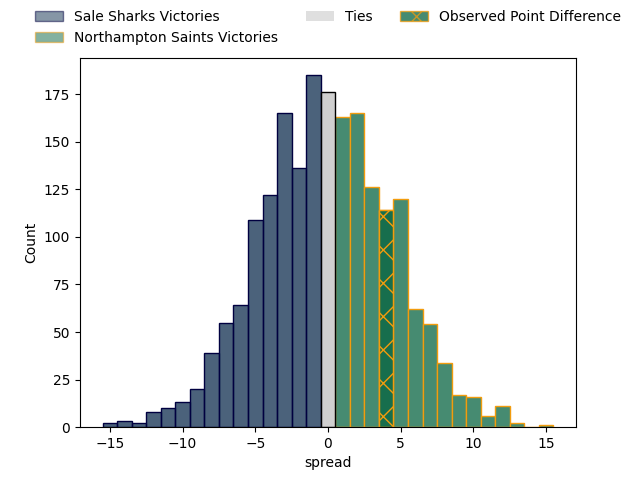 Sale Sharks Victories
Northampton Saints Victories
Ties
Observed Point Difference
Count
175
150
125
100
75
50
25
0
−15
−10
−5
0
5
10
15
spread